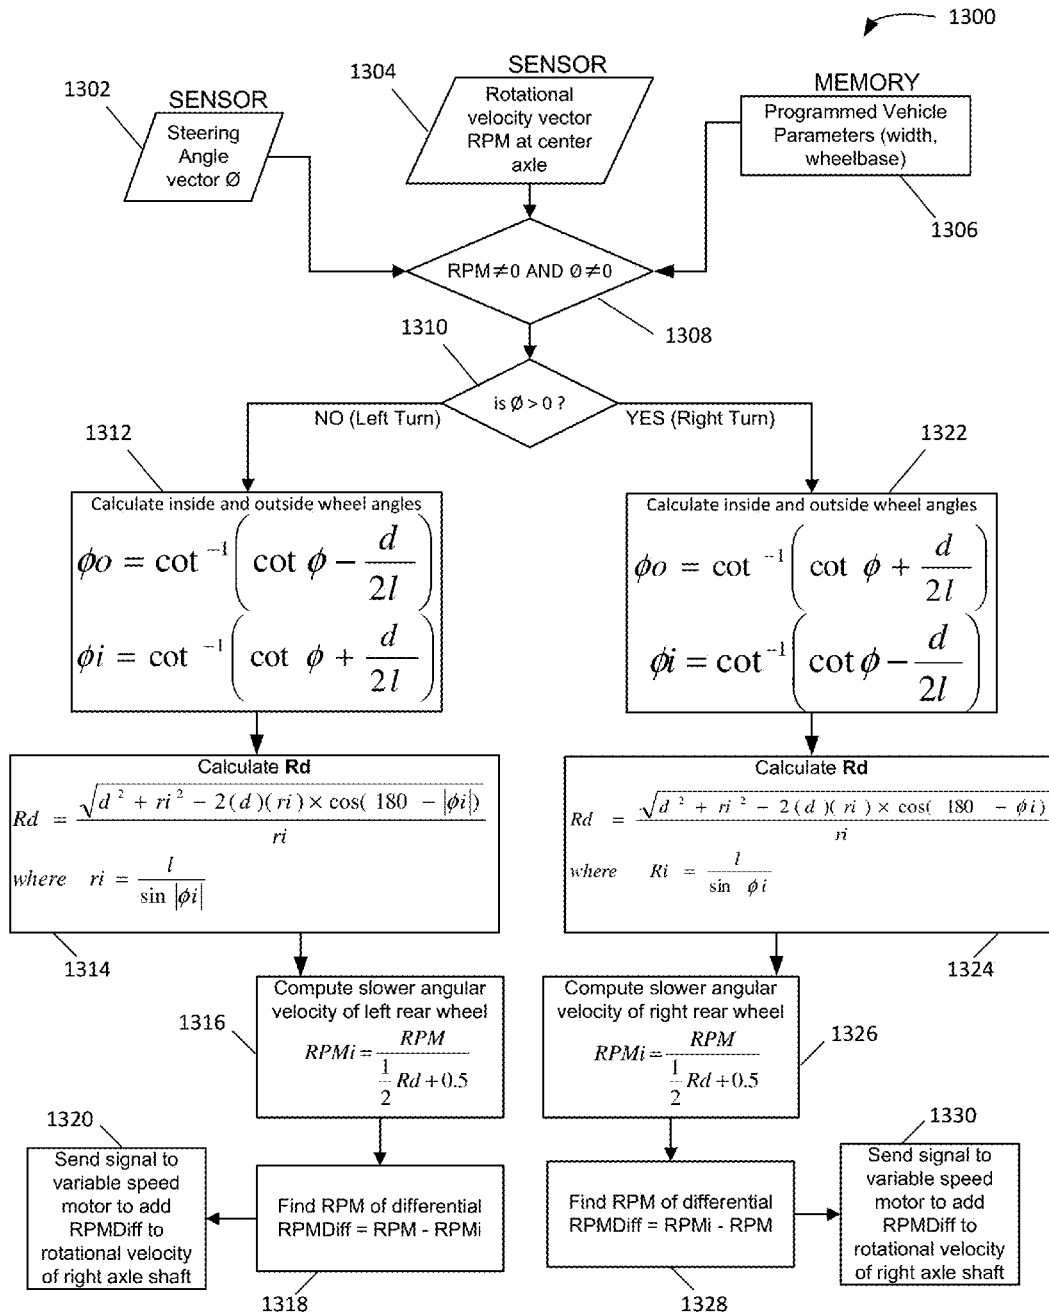 1300
1302
SENSOR
Steering
Angle
vector Ø
1304
SENSOR
Rotational
velocity vector
RPM at center
axle
MEMORY
Programmed Vehicle
Parameters (width,
wheelbase)
1306
RPM≠0 AND Ø≠0
1308
1310
is Ø > 0 ?
NO (Left Turn)
YES (Right Turn)
1312
Calculate inside and outside wheel angles
ϕo = cot ⁻¹ ( cot ϕ − d/2l )
ϕi = cot ⁻¹ ( cot ϕ + d/2l )
1322
Calculate inside and outside wheel angles
ϕo = cot ⁻¹ ( cot ϕ + d/2l )
ϕi = cot⁻¹ ( cot ϕ − d/2l )
Calculate Rd
Rd = √(d² + ri² − 2(d)(ri) × cos( 180 − |ϕi|)) / ri
where ri = l / sin |ϕi|
1314
Calculate Rd
Rd = √(d² + ri² − 2(d)(ri) × cos( 180 − ϕi)) / ri
where Ri = l / sin ϕi
1324
1316
Compute slower angular
velocity of left rear wheel
RPMi = RPM / (1/2 Rd + 0.5)
Compute slower angular
velocity of right rear wheel
RPMi = RPM / (1/2 Rd + 0.5)
1326
1320
Send signal to
variable speed
motor to add
RPMDiff to
rotational velocity
of right axle shaft
Find RPM of differential
RPMDiff = RPM - RPMi
1318
Find RPM of differential
RPMDiff = RPMi - RPM
1328
1330
Send signal to
variable speed
motor to add
RPMDiff to
rotational velocity
of right axle shaft